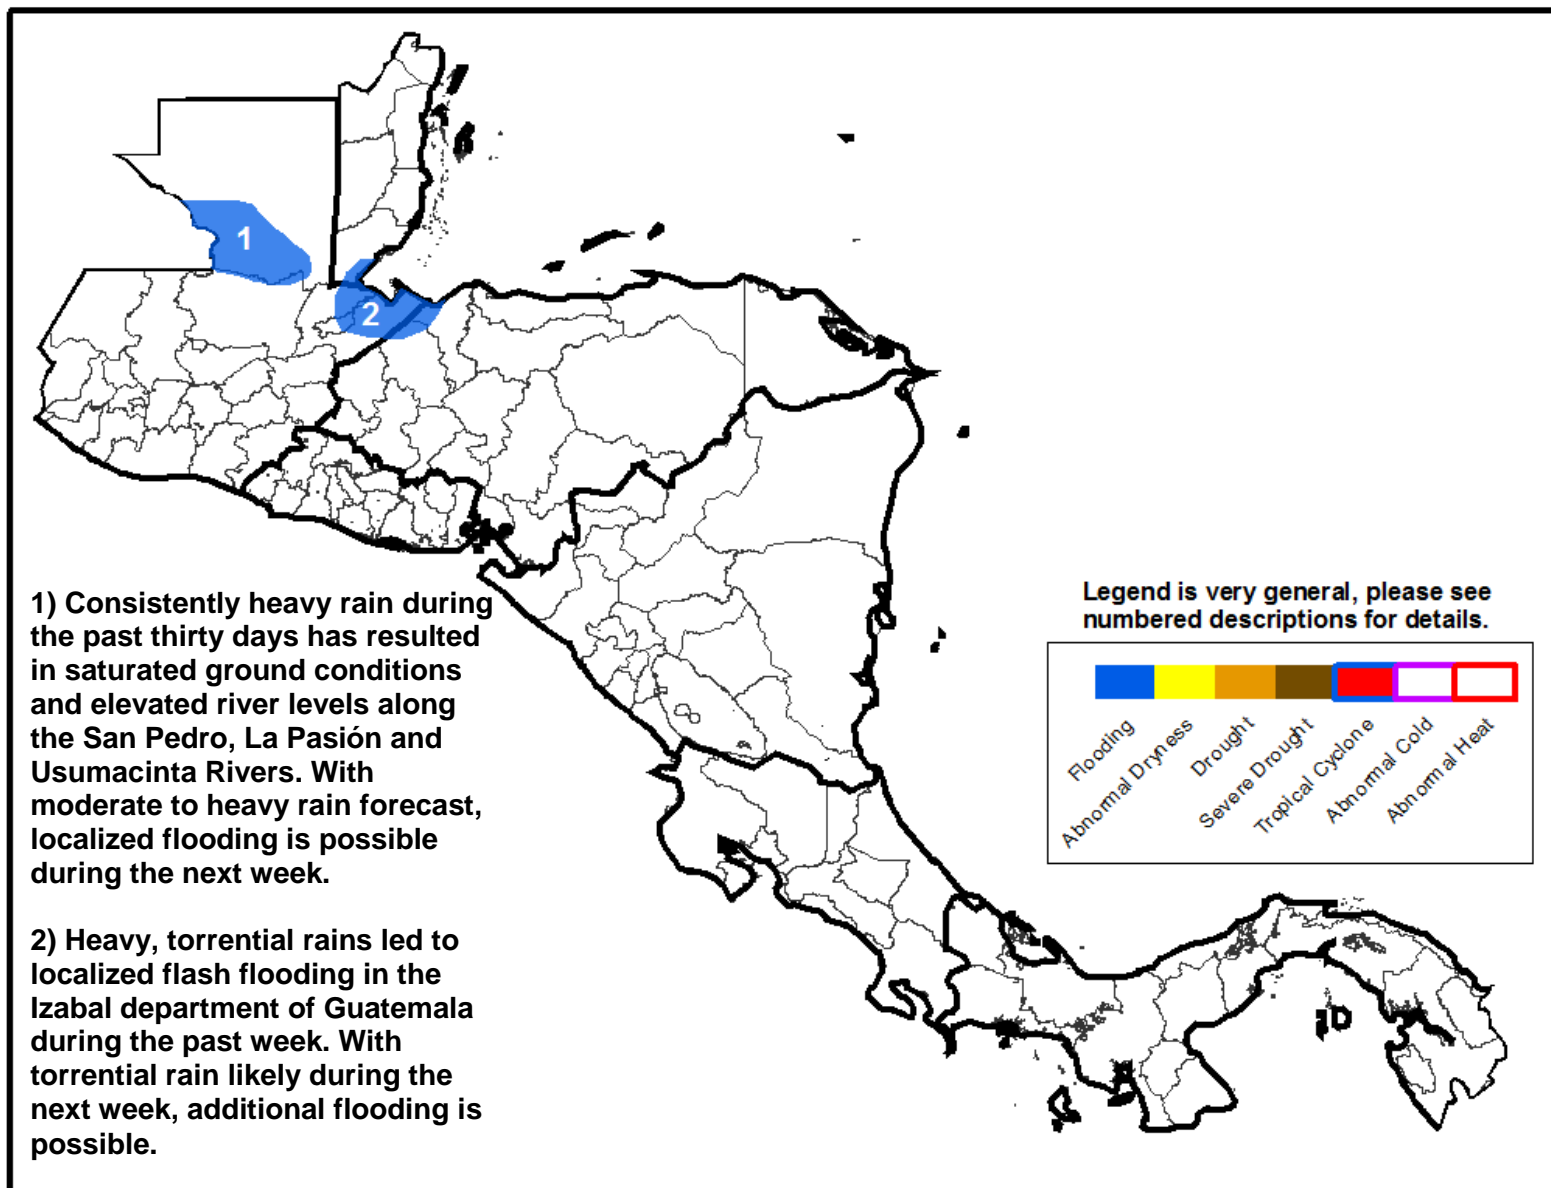 1
2
1) Consistently heavy rain during
the past thirty days has resulted
in saturated ground conditions
and elevated river levels along
the San Pedro, La Pasión and
Usumacinta Rivers. With
moderate to heavy rain forecast,
localized flooding is possible
during the next week.
2) Heavy, torrential rains led to
localized flash flooding in the
Izabal department of Guatemala
during the past week. With
torrential rain likely during the
next week, additional flooding is
possible.
Legend is very general, please see
numbered descriptions for details.
Flooding
Abnormal Dryness
Drought
Severe Drought
Tropical Cyclone
Abnormal Cold
Abnormal Heat